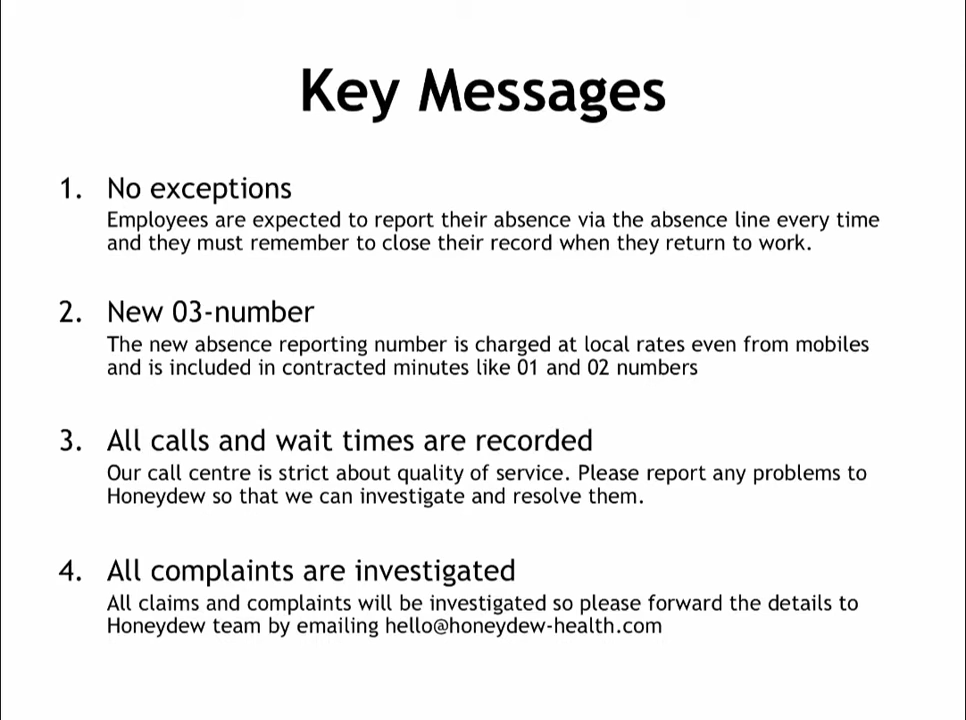 Key Messages
1. No exceptions
Employees are expected to report their absence via the absence line every time
and they must remember to close their record when they return to work.
2. New 03-number
The new absence reporting number is charged at local rates even from mobiles
and is included in contracted minutes like 01 and 02 numbers
3. All calls and wait times are recorded
Our call centre is strict about quality of service. Please report any problems to
Honeydew so that we can investigate and resolve them.
4. All complaints are investigated
All claims and complaints will be investigated so please forward the details to
Honeydew team by emailing hello@honeydew-health.com